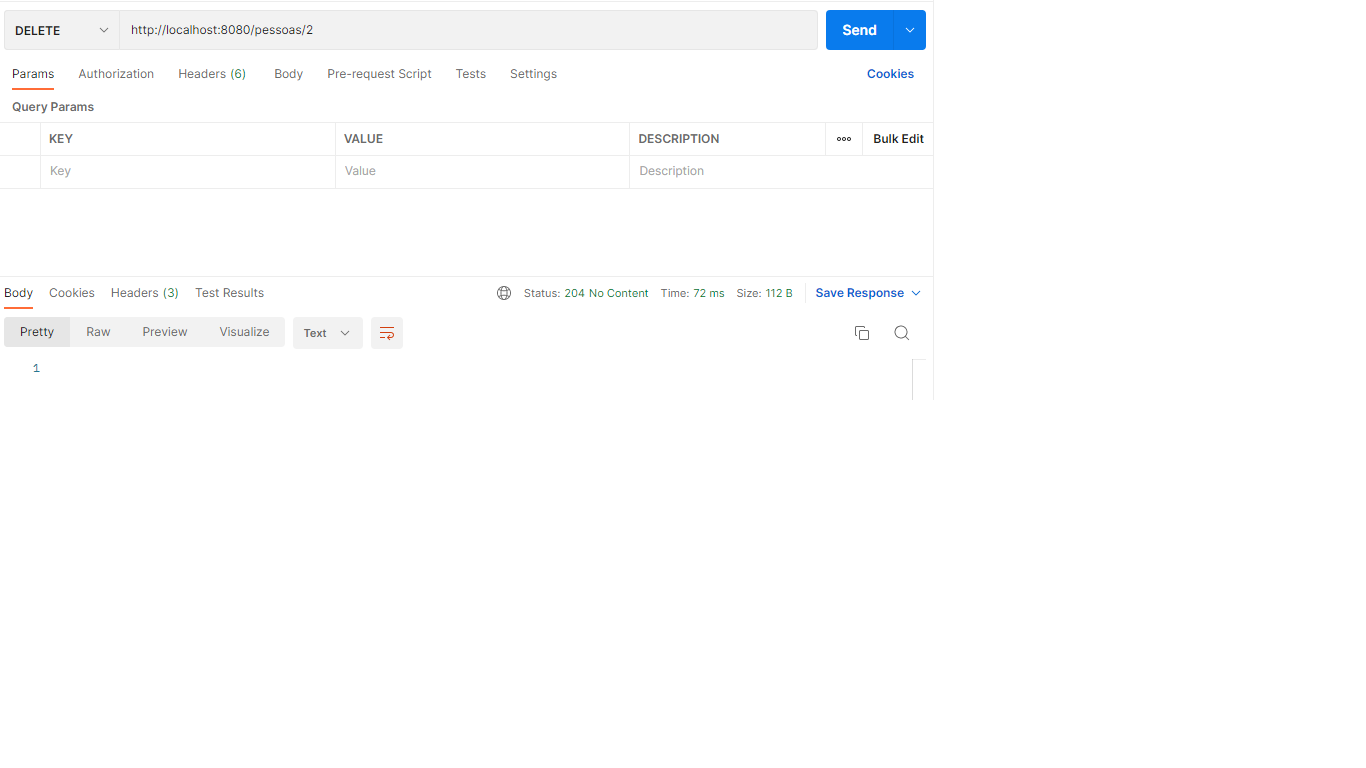 DELETE http://localhost:8080/pessoas/2 Send
Params Authorization Headers (6) Body Pre-request Script Tests Settings Cookies
Query Params
KEY VALUE DESCRIPTION Bulk Edit
Key Value Description
Body Cookies Headers (3) Test Results Status: 204 No Content Time: 72 ms Size: 112 B Save Response
Pretty Raw Preview Visualize Text
1